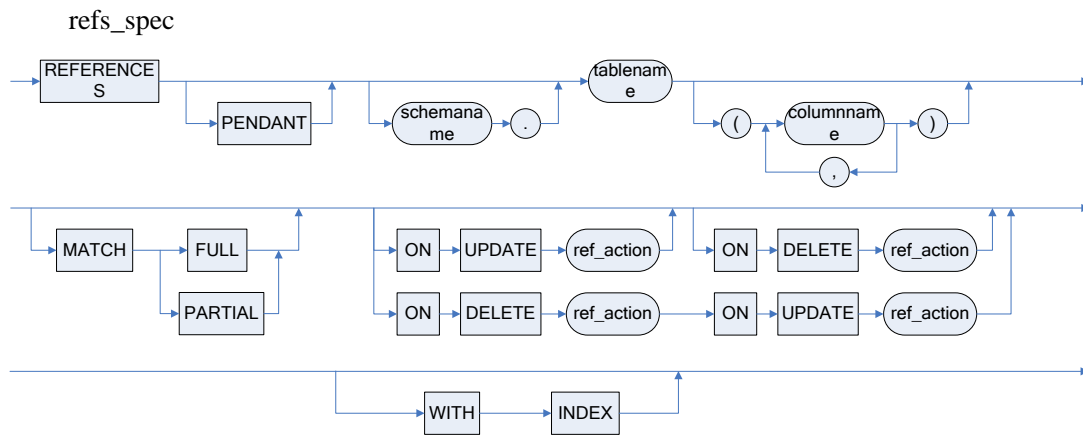 refs_spec
REFERENCE
S
PENDANT
schemana
me
.
tablenam
e
(
columnnam
e
)
,
MATCH
FULL
PARTIAL
ON UPDATE ref_action ON DELETE ref_action
ON DELETE ref_action ON UPDATE ref_action
WITH INDEX